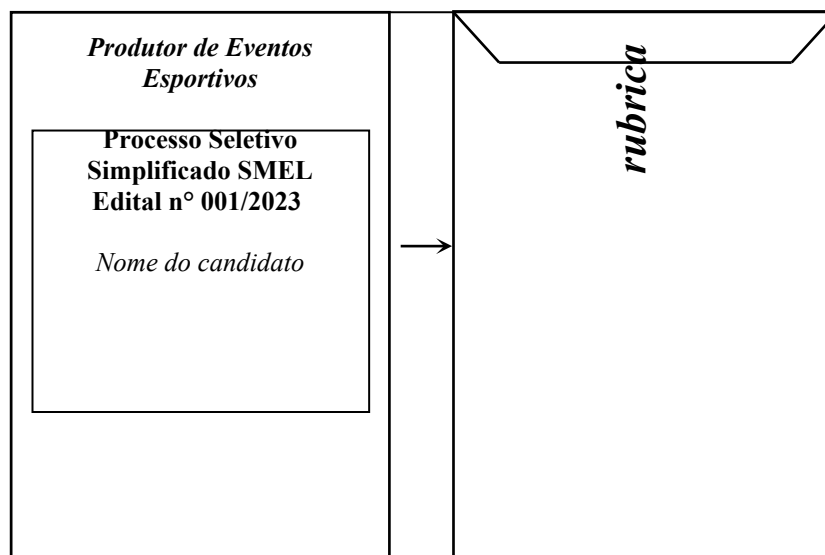 Produtor de Eventos
Esportivos
Processo Seletivo
Simplificado SMEL
Edital n° 001/2023
Nome do candidato
rubrica